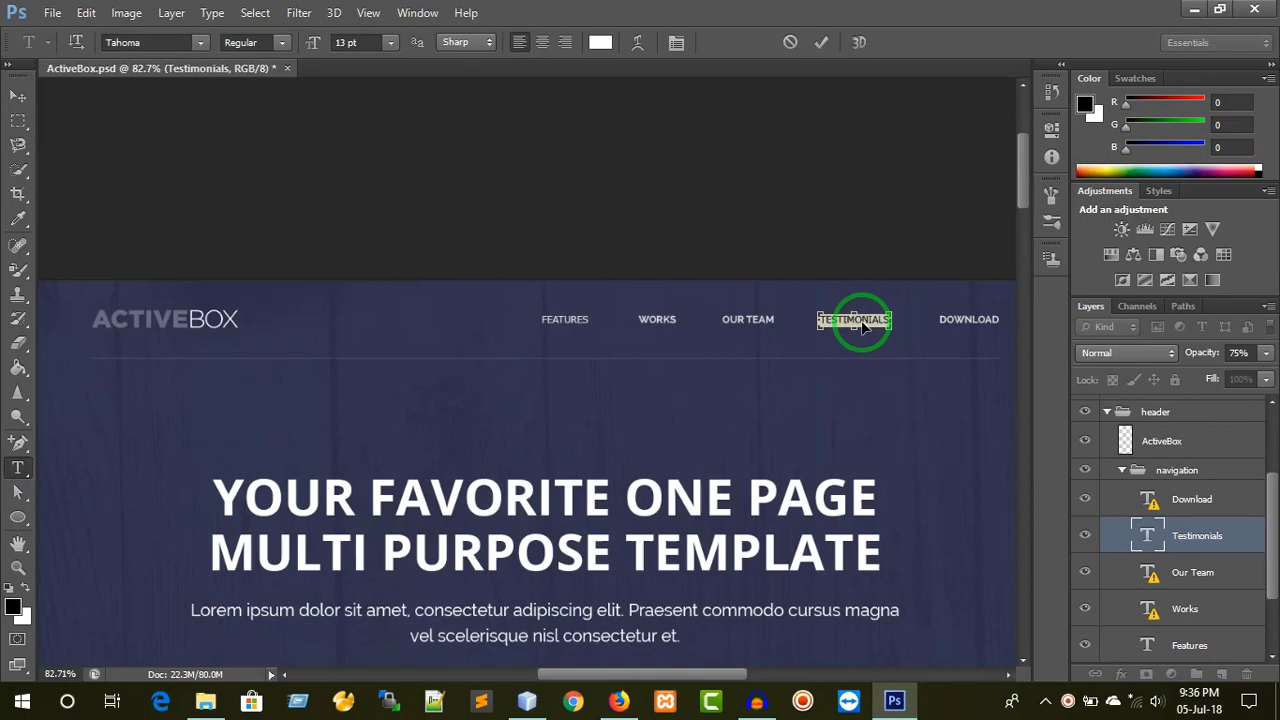 Ps File Edit Image Layer Type Select Filter 3D View Window Help
Tahoma Regular 13 pt Sharp 3D Essentials
ActiveBox.psd @ 82.7% (Testimonials, RGB/8) * ×
Color Swatches
R 0
G 0
B 0
Adjustments Styles
Add an adjustment
ACTIVEBOX FEATURES WORKS OUR TEAM TESTIMONIALS DOWNLOAD
YOUR FAVORITE ONE PAGE
MULTI PURPOSE TEMPLATE
Lorem ipsum dolor sit amet, consectetur adipiscing elit. Praesent commodo cursus magna
vel scelerisque nisl consectetur et.
Layers Channels Paths
Kind
Normal Opacity: 75%
Lock: Fill: 100%
header
ActiveBox
navigation
Download
Testimonials
Our Team
Works
Features
82.71% Doc: 22.3M/80.0M
9:36 PM
05-Jul-18